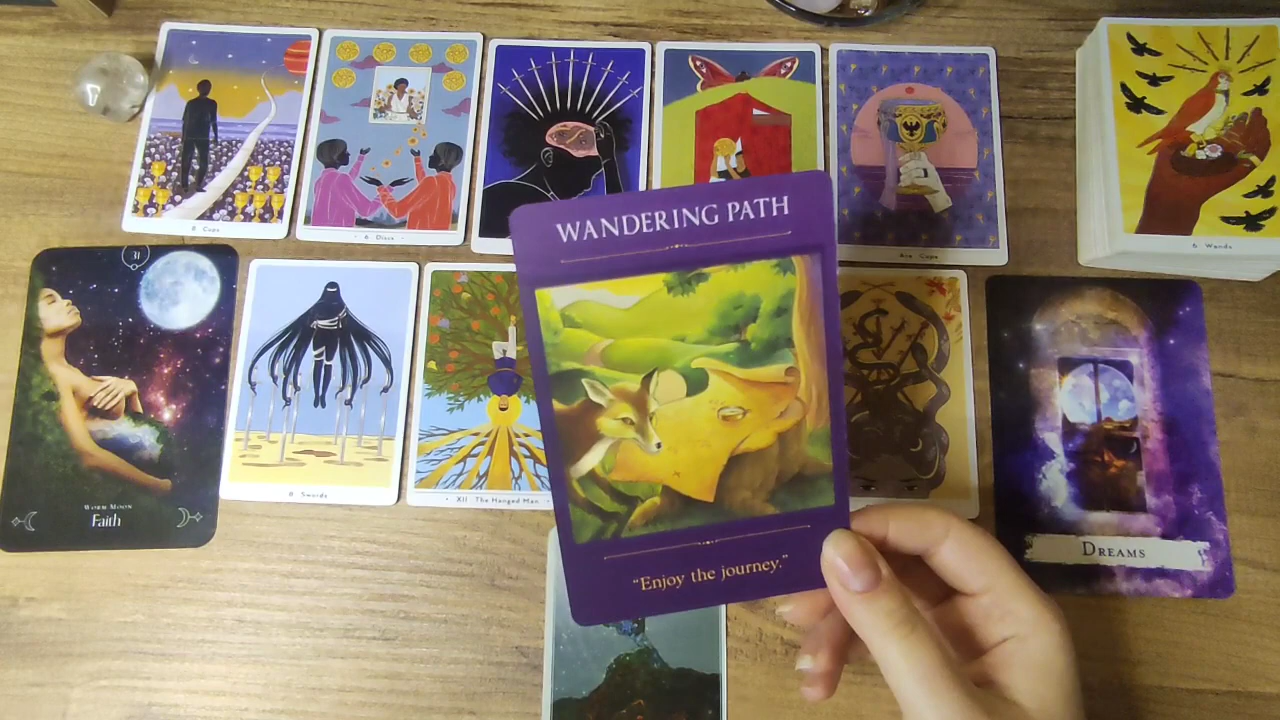 8 Cups
6 Discs
Ace Cups
6 Wands
31
Worm Moon
Faith
8 Swords
XII The Hanged Man
WANDERING PATH
"Enjoy the journey."
Dreams